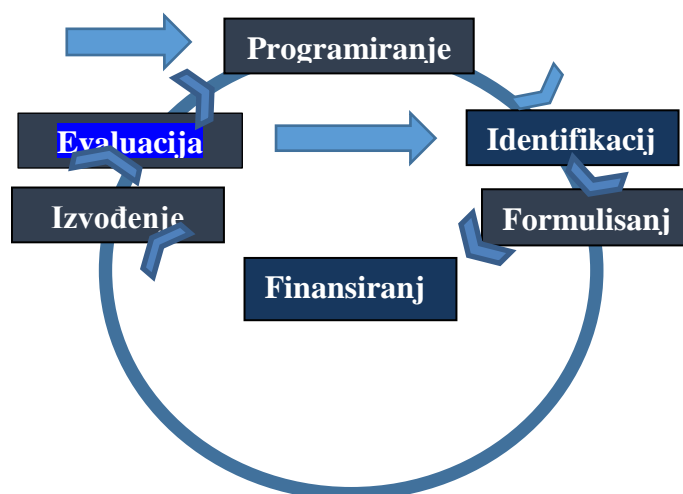 Programiranje
Evaluacija
Identifikacij
Izvođenje
Formulisanj
Finansiranj